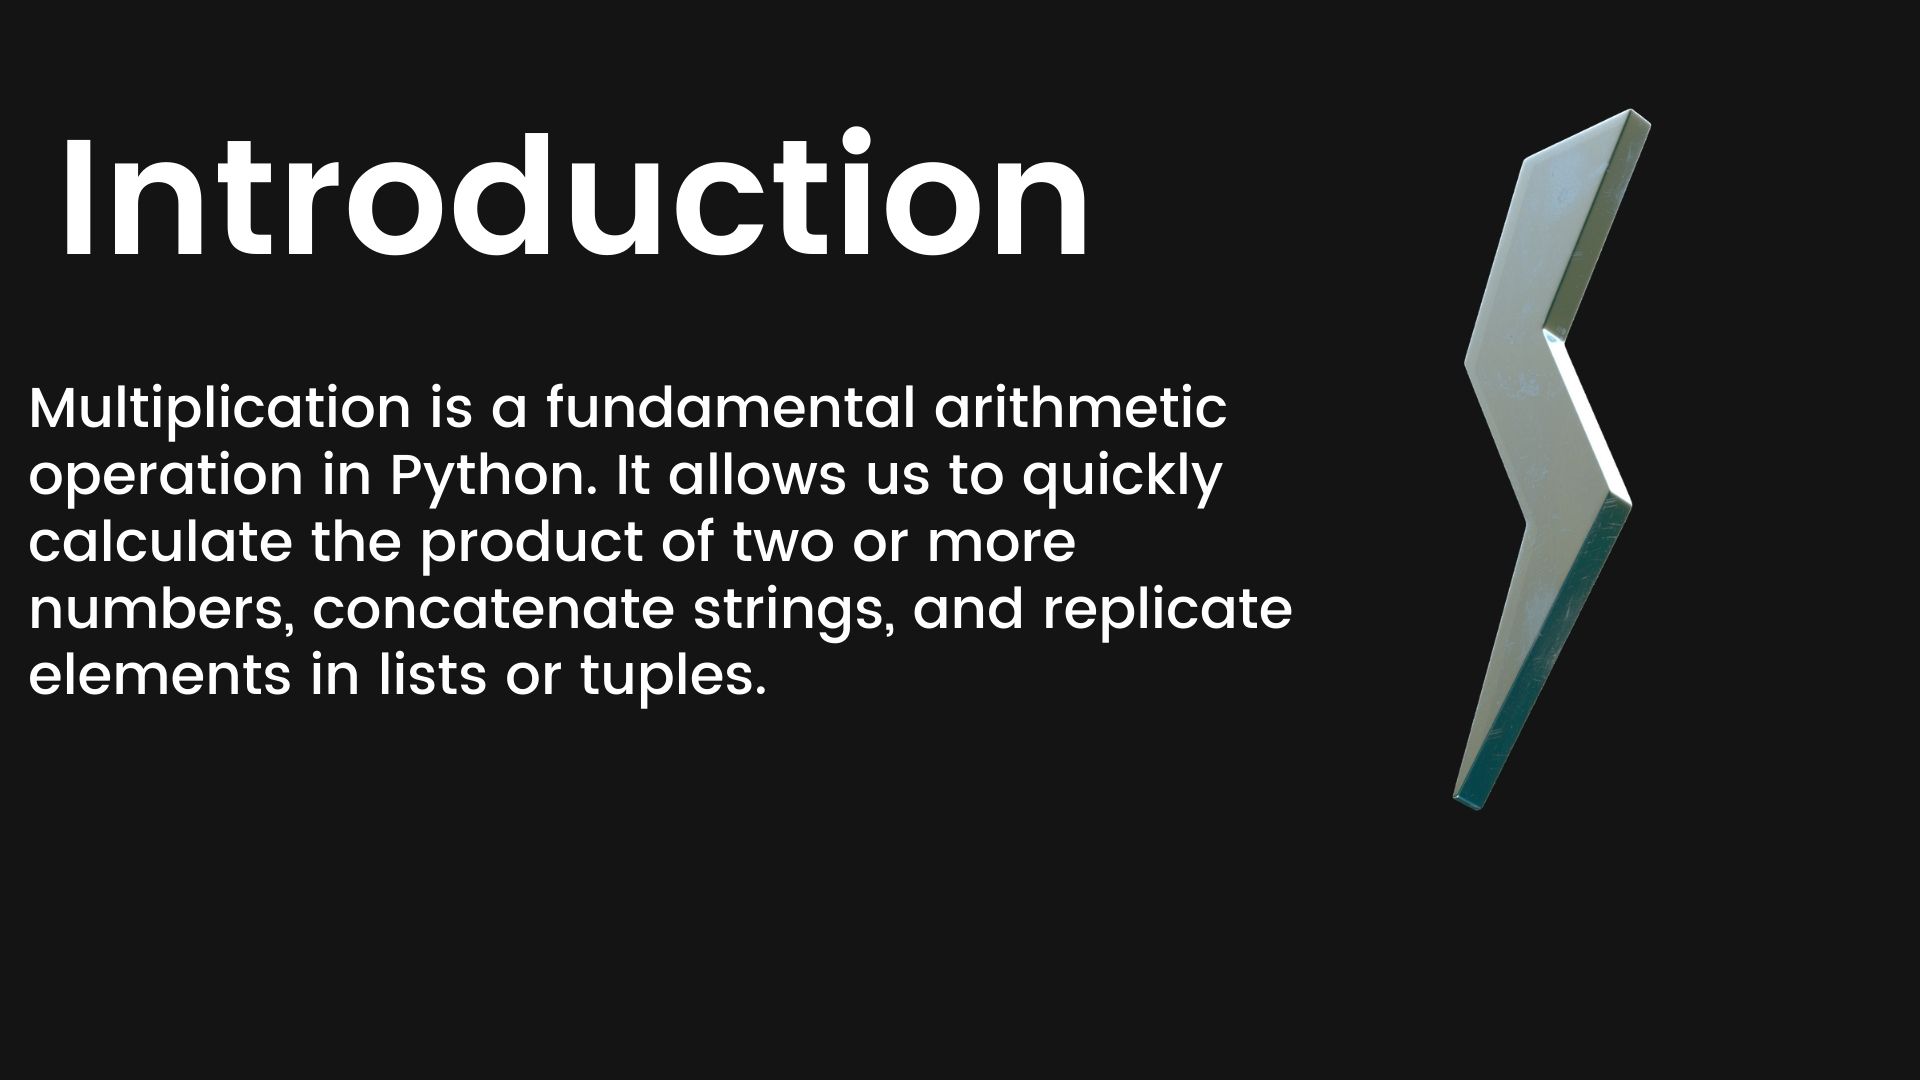 Introduction
Multiplication is a fundamental arithmetic
operation in Python. It allows us to quickly
calculate the product of two or more
numbers, concatenate strings, and replicate
elements in lists or tuples.